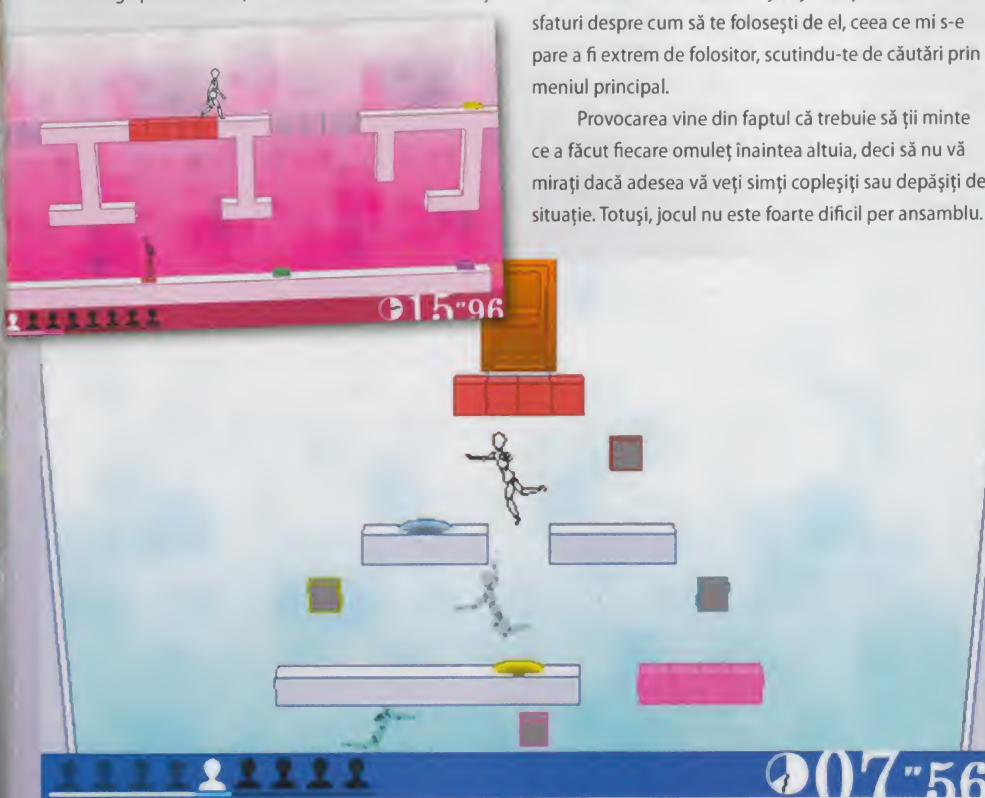 sfaturi despre cum să te folosești de el, ceea ce mi s-e
pare a fi extrem de folositor, scutindu-te de căutări prin
meniul principal.
Provocarea vine din faptul că trebuie să ții minte
ce a făcut fiecare omuleț înaintea altuia, deci să nu vă
mirați dacă adesea vă veți simți copleșiți sau depășiți de
situație. Totuși, jocul nu este foarte dificil per ansamblu.
15"96
07"56